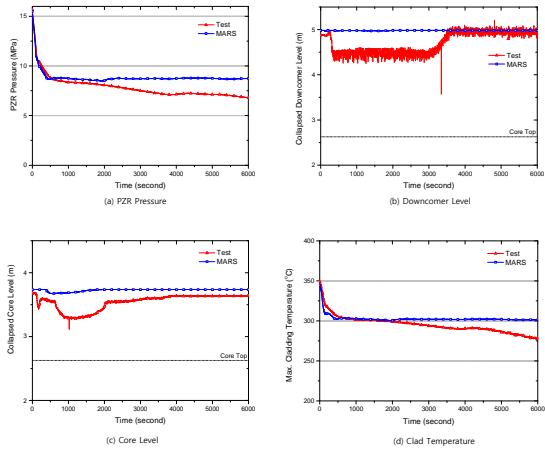 15
10
5
0
PZR Pressure (MPa)
Test
MARS
0 1000 2000 3000 4000 5000 6000
Time (second)
(a) PZR Pressure
5
4
3
2
Collapsed Downcomer Level (m)
Test
MARS
Core Top
0 1000 2000 3000 4000 5000 6000
Time (second)
(b) Downcomer Level
4
3
2
Collapsed Core Level (m)
Test
MARS
Core Top
0 1000 2000 3000 4000 5000 6000
Time (second)
(c) Core Level
400
350
300
250
200
Max. Cladding Temperature (°C)
Test
MARS
0 1000 2000 3000 4000 5000 6000
Time (second)
(d) Clad Temperature